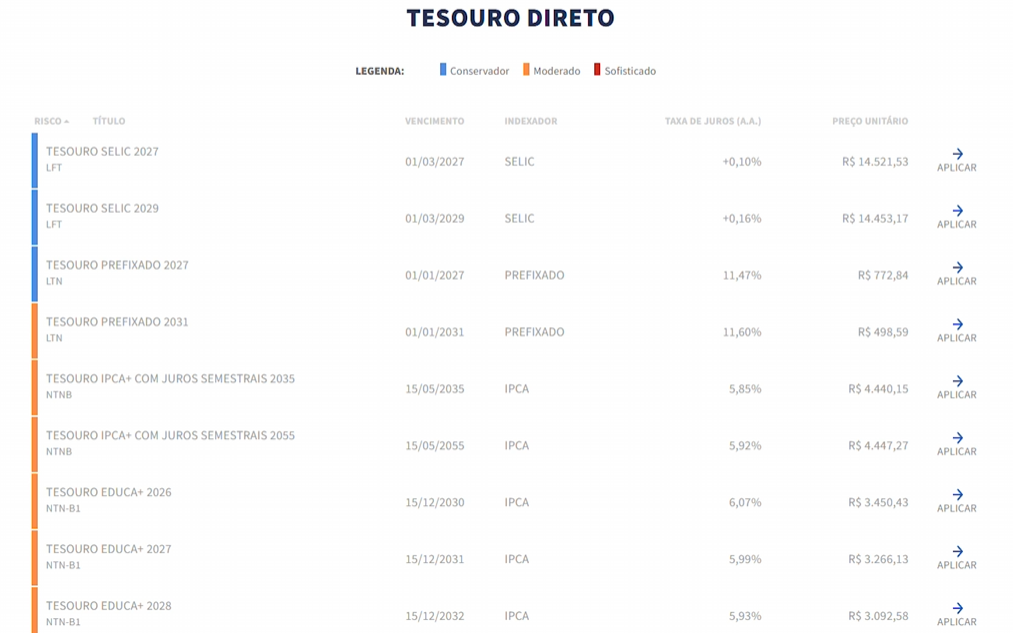 TESOURO DIRETO
LEGENDA: Conservador Moderado Sofisticado
RISCO TÍTULO VENCIMENTO INDEXADOR TAXA DE JUROS (A.A.) PREÇO UNITÁRIO
TESOURO SELIC 2027
LFT
01/03/2027 SELIC +0,10% R$ 14.521,53
APLICAR
TESOURO SELIC 2029
LFT
01/03/2029 SELIC +0,16% R$ 14.453,17
APLICAR
TESOURO PREFIXADO 2027
LTN
01/01/2027 PREFIXADO 11,47% R$ 772,84
APLICAR
TESOURO PREFIXADO 2031
LTN
01/01/2031 PREFIXADO 11,60% R$ 498,59
APLICAR
TESOURO IPCA+ COM JUROS SEMESTRAIS 2035
NTNB
15/05/2035 IPCA 5,85% R$ 4.440,15
APLICAR
TESOURO IPCA+ COM JUROS SEMESTRAIS 2055
NTNB
15/05/2055 IPCA 5,92% R$ 4.447,27
APLICAR
TESOURO EDUCA+ 2026
NTN-B1
15/12/2030 IPCA 6,07% R$ 3.450,43
APLICAR
TESOURO EDUCA+ 2027
NTN-B1
15/12/2031 IPCA 5,99% R$ 3.266,13
APLICAR
TESOURO EDUCA+ 2028
NTN-B1
15/12/2032 IPCA 5,93% R$ 3.092,58
APLICAR